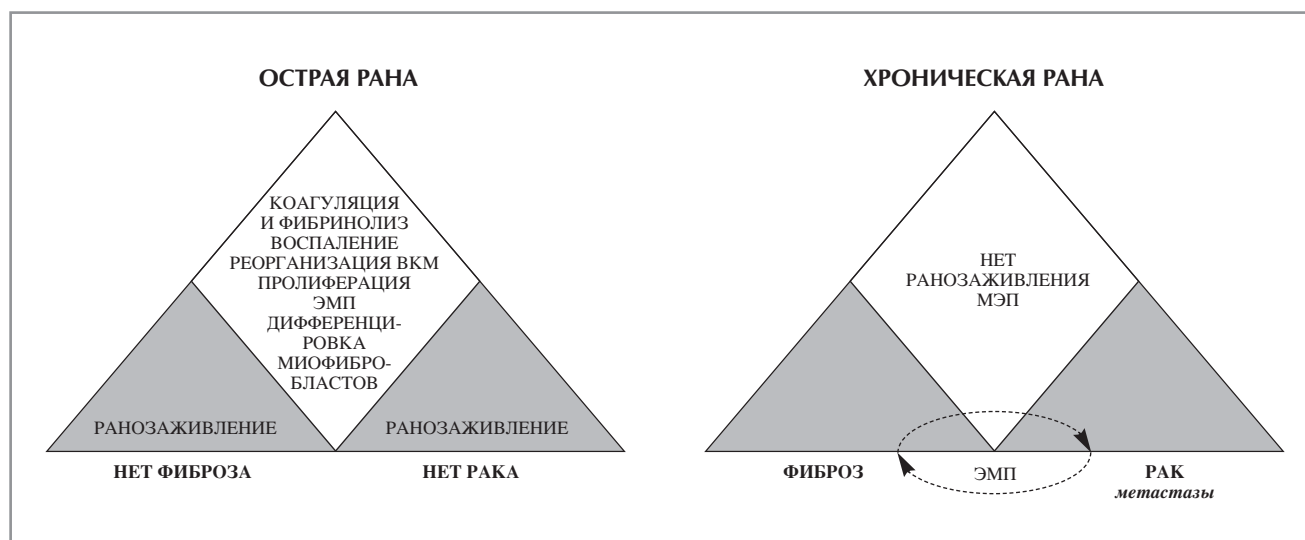 ОСТРАЯ РАНА
КОАГУЛЯЦИЯ
И ФИБРИНОЛИЗ
ВОСПАЛЕНИЕ
РЕОРГАНИЗАЦИЯ ВКМ
ПРОЛИФЕРАЦИЯ
ЭМП
ДИФФЕРЕНЦИ-
РОВКА
МИОФИБРО-
БЛАСТОВ
РАНОЗАЖИВЛЕНИЕ
РАНОЗАЖИВЛЕНИЕ
НЕТ ФИБРОЗА
НЕТ РАКА
ХРОНИЧЕСКАЯ РАНА
НЕТ
РАНОЗАЖИВЛЕНИЯ
МЭП
ФИБРОЗ
ЭМП
РАК
метастазы